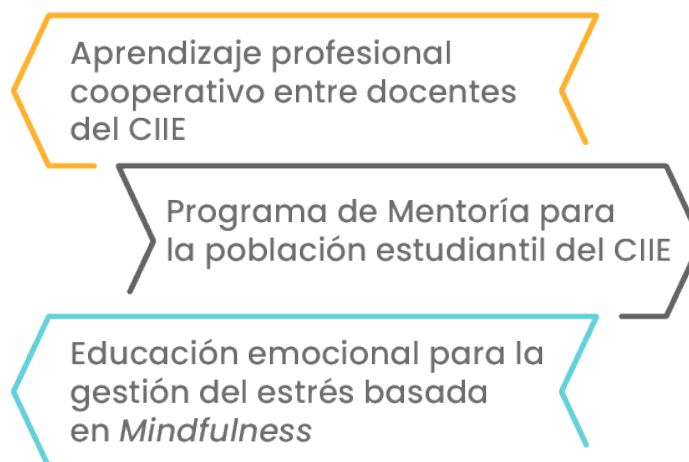 Aprendizaje profesional
cooperativo entre docentes
del CIIE
Programa de Mentoría para
la población estudiantil del CIIE
Educación emocional para la
gestión del estrés basada
en Mindfulness